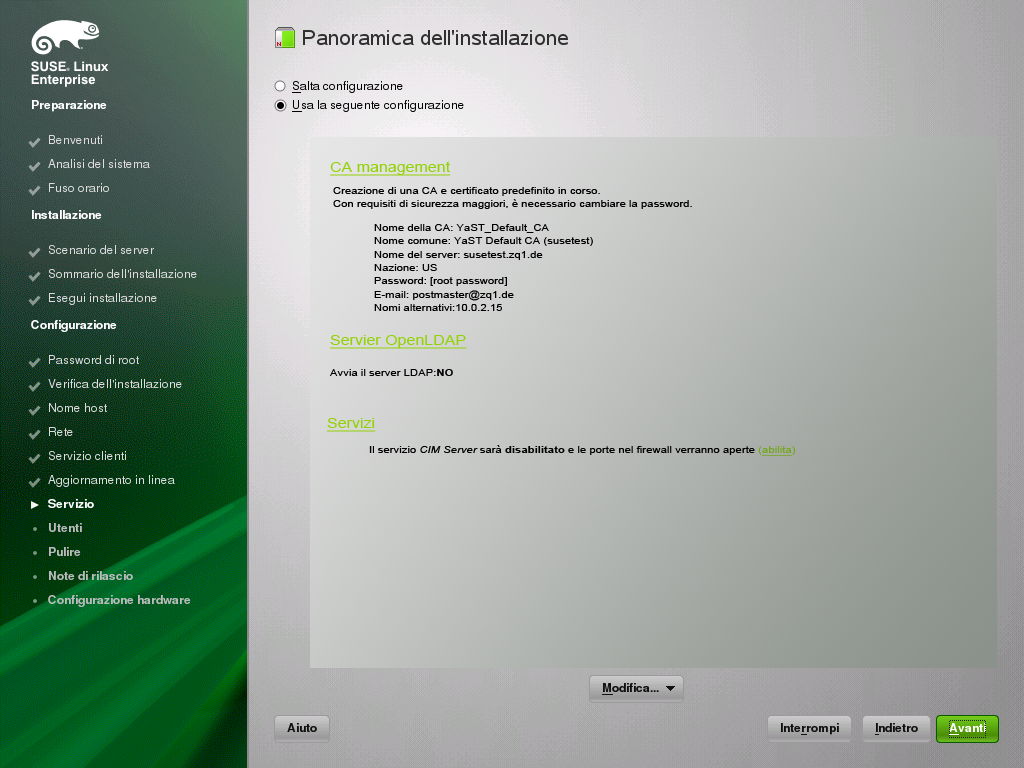 SUSE® Linux
Enterprise
Preparazione
Benvenuti
Analisi del sistema
Fuso orario
Installazione
Scenario del server
Sommario dell'installazione
Esegui installazione
Configurazione
Password di root
Verifica dell'installazione
Nome host
Rete
Servizio clienti
Aggiornamento in linea
Servizio
Utenti
Pulire
Note di rilascio
Configurazione hardware
Panoramica dell'installazione
Salta configurazione
Usa la seguente configurazione
CA management
Creazione di una CA e certificato predefinito in corso.
Con requisiti di sicurezza maggiori, è necessario cambiare la password.
Nome della CA: YaST_Default_CA
Nome comune: YaST Default CA (susetest)
Nome del server: susetest.zq1.de
Nazione: US
Password: [root password]
E-mail: postmaster@zq1.de
Nomi alternativi:10.0.2.15
Servier OpenLDAP
Avvia il server LDAP:NO
Servizi
Il servizio CIM Server sarà disabilitato e le porte nel firewall verranno aperte (abilita)
Modifica...
Aiuto
Interrompi
Indietro
Avanti